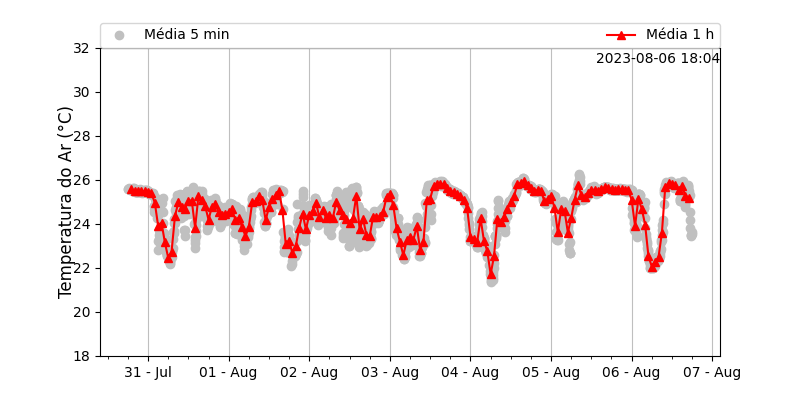 Média 5 min
Média 1 h
2023-08-06 18:04
Temperatura do Ar (°C)
32
30
28
26
24
22
20
18
31 - Jul
01 - Aug
02 - Aug
03 - Aug
04 - Aug
05 - Aug
06 - Aug
07 - Aug